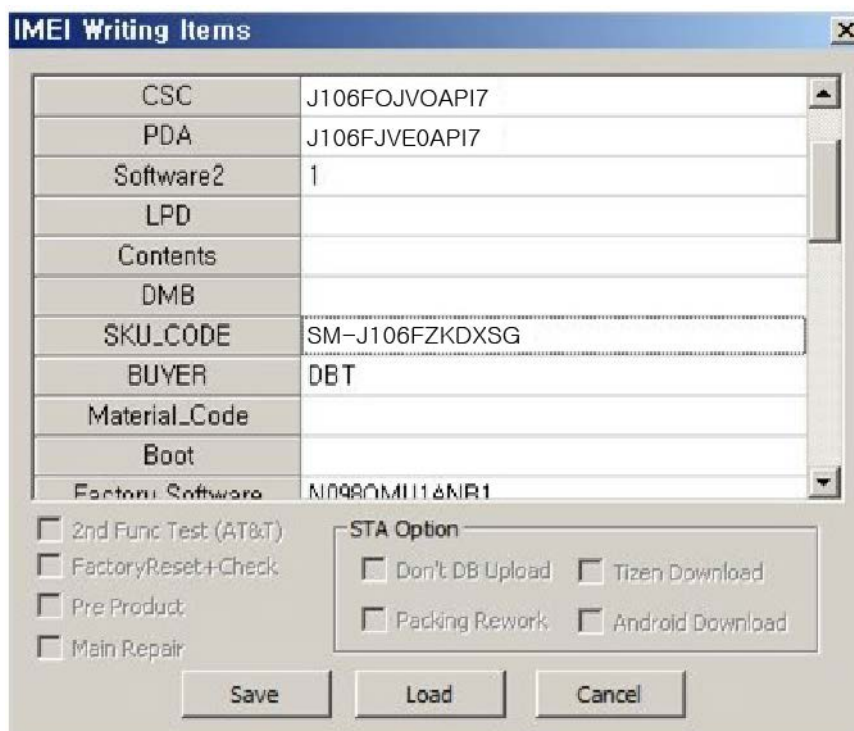 IMEI Writing Items
CSC J106FOJVOAPI7
PDA J106FJVE0API7
Software2 1
LPD
Contents
DMB
SKU_CODE SM-J106FZKDXSG
BUYER DBT
Material_Code
Boot
Factory_Software
2nd Func Test (AT&T)
FactoryReset+Check
Pre Product
Main Repair
STA Option
Don't DB Upload Tizen Download
Packing Rework Android Download
Save Load Cancel